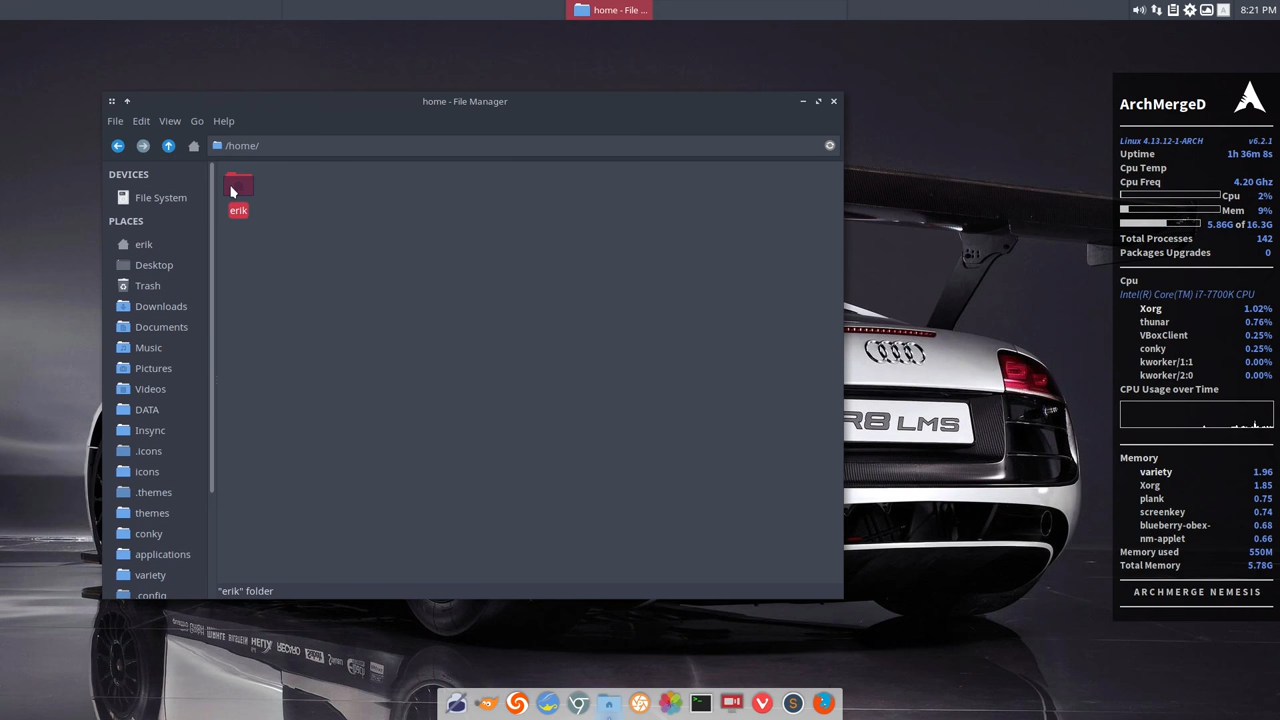 home - File ...
A
8:21 PM
home - File Manager
File Edit View Go Help
/home/
DEVICES
File System
PLACES
erik
Desktop
Trash
Downloads
Documents
Music
Pictures
Videos
DATA
Insync
.icons
icons
.themes
themes
conky
applications
variety
.config
erik
"erik" folder
ArchMergeD
Linux 4.13.12-1-ARCH v6.2.1
Uptime 1h 36m 8s
Cpu Temp
Cpu Freq 4.20 Ghz
Cpu 2%
Mem 9%
5.86G of 16.3G
Total Processes 142
Packages Upgrades 0
Cpu
Intel(R) Core(TM) i7-7700K CPU
Xorg 1.02%
thunar 0.76%
VBoxClient 0.25%
conky 0.25%
kworker/1:1 0.00%
kworker/2:0 0.00%
CPU Usage over Time
Memory
variety 1.96
Xorg 1.85
plank 0.75
screenkey 0.74
blueberry-obex- 0.68
nm-applet 0.66
Memory used 550M
Total Memory 5.78G
ARCHMERGE NEMESIS
R8 LMS